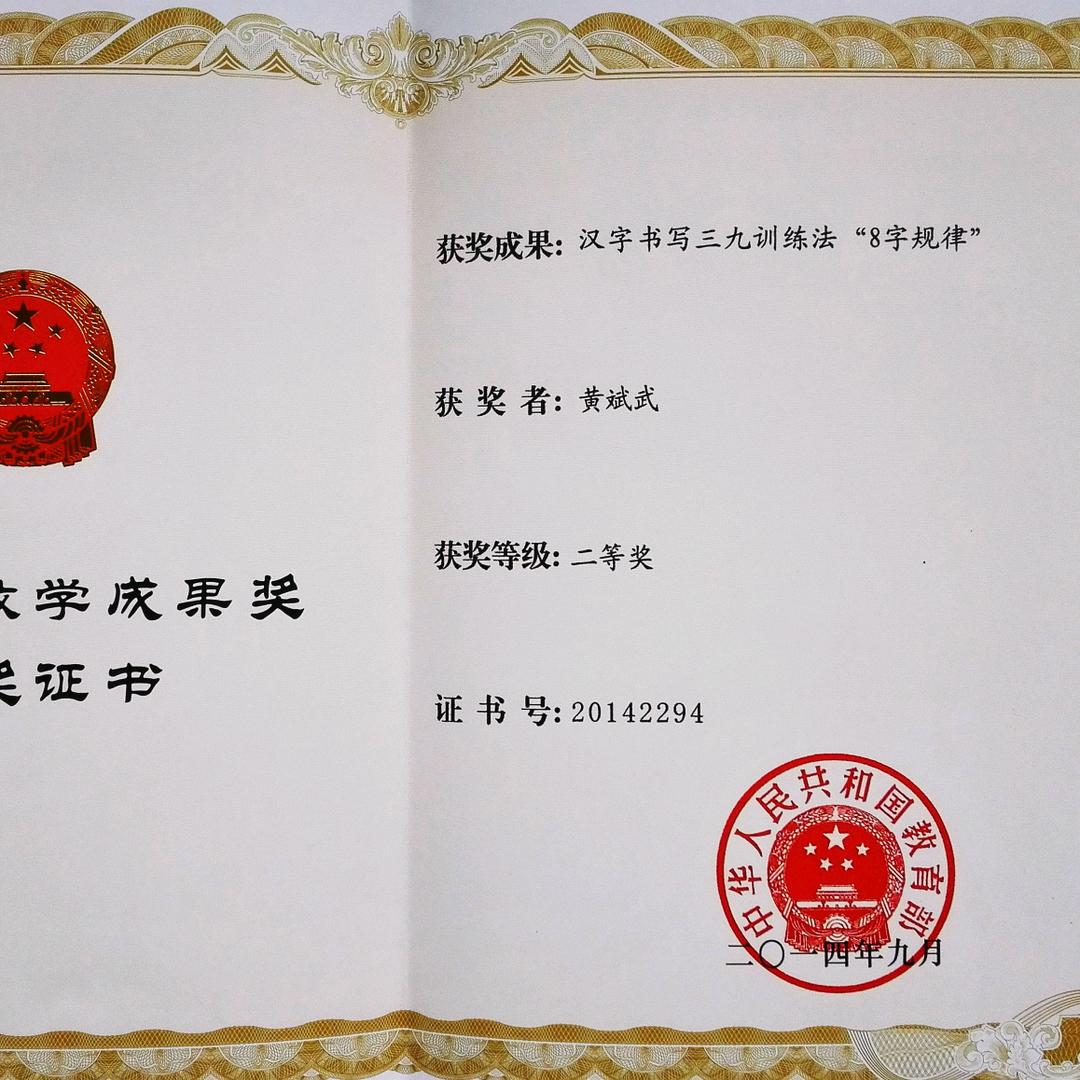 教学成果奖
奖证书
获奖成果：汉字书写三九训练法“8字规律”
获奖者：黄斌武
获奖等级：二等奖
证书号：20142294
中华人民共和国教育部
二〇一四年九月